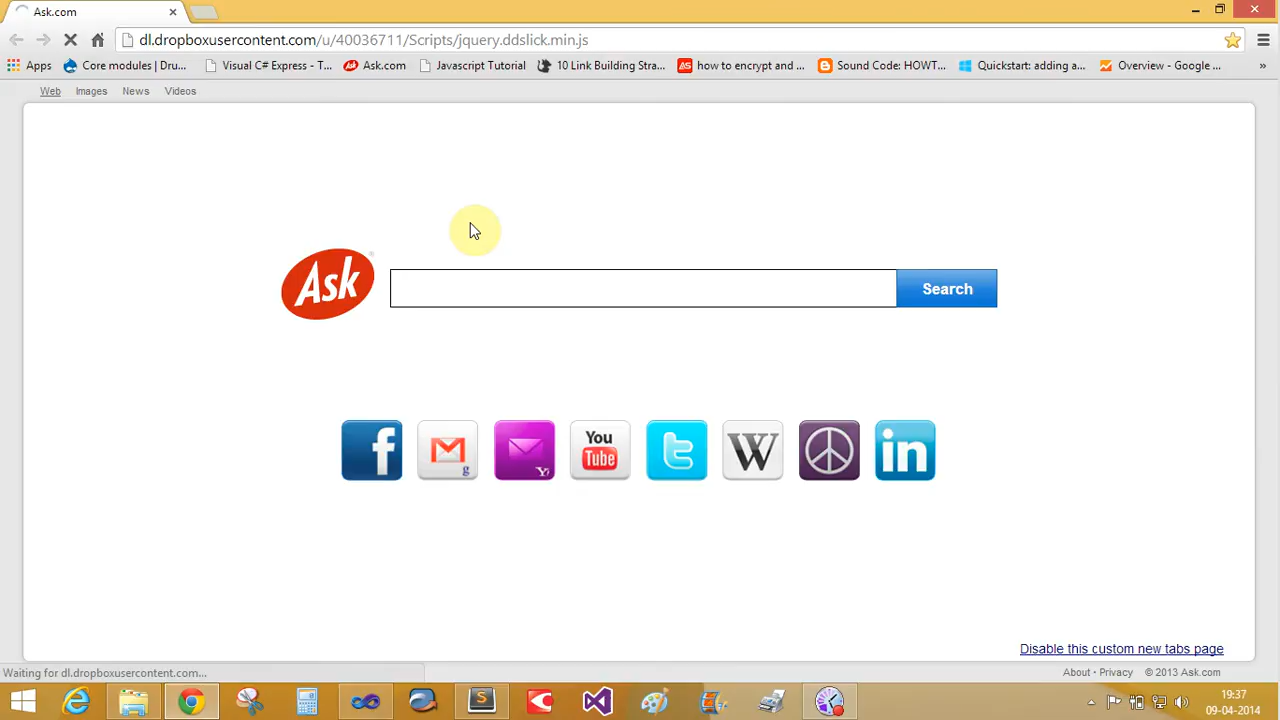 Ask.com
dl.dropboxusercontent.com/u/40036711/Scripts/jquery.ddslick.min.js
Apps Core modules | Dru... Visual C# Express - T... Ask Ask.com Javascript Tutorial 10 Link Building Stra... how to encrypt and ... Sound Code: HOWT... Quickstart: adding a... Overview - Google ... »
Web Images News Videos
Ask
Search
f
M g
Y!
You Tube
t
W
in
Disable this custom new tabs page
Waiting for dl.dropboxusercontent.com...
About - Privacy © 2013 Ask.com
19:37
09-04-2014